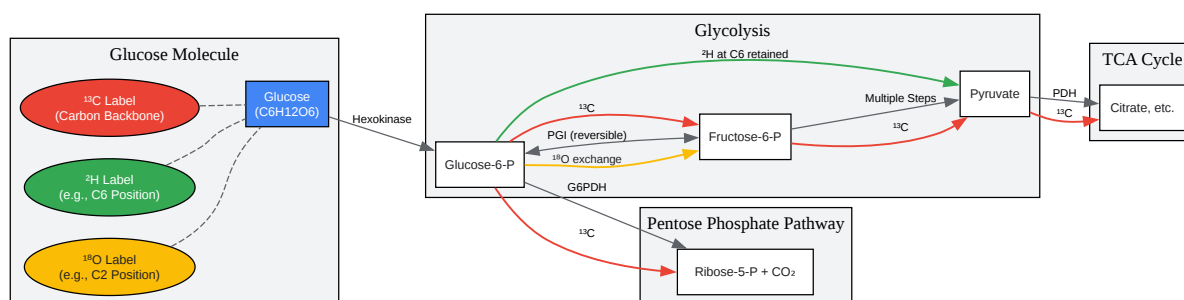 Glucose Molecule
¹³C Label
(Carbon Backbone)
²H Label
(e.g., C6 Position)
¹⁸O Label
(e.g., C2 Position)
Glucose
(C6H12O6)
Hexokinase
Glycolysis
²H at C6 retained
¹³C
PGI (reversible)
¹⁸O exchange
Glucose-6-P
Fructose-6-P
Multiple Steps
¹³C
Pyruvate
G6PDH
¹³C
Pentose Phosphate Pathway
Ribose-5-P + CO₂
TCA Cycle
PDH
¹³C
Citrate, etc.